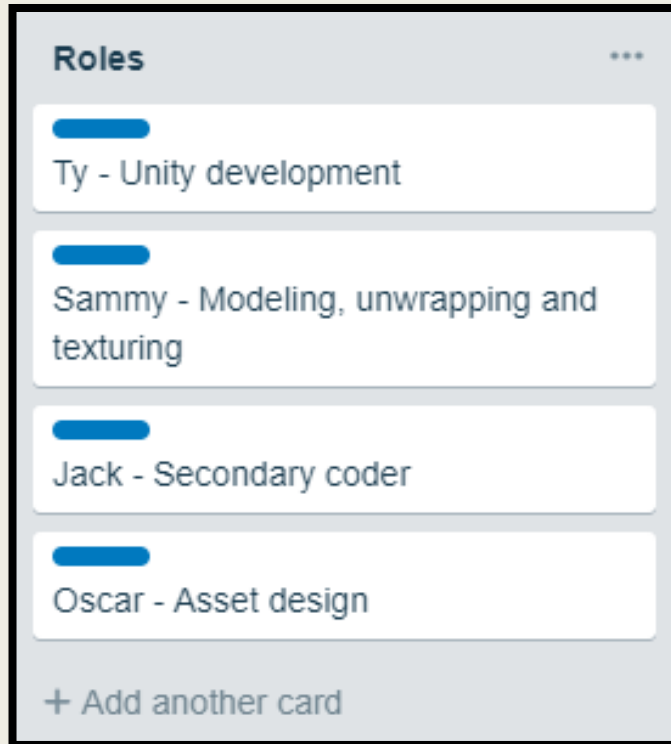 Roles
Ty - Unity development
Sammy - Modeling, unwrapping and
texturing
Jack - Secondary coder
Oscar - Asset design
+ Add another card